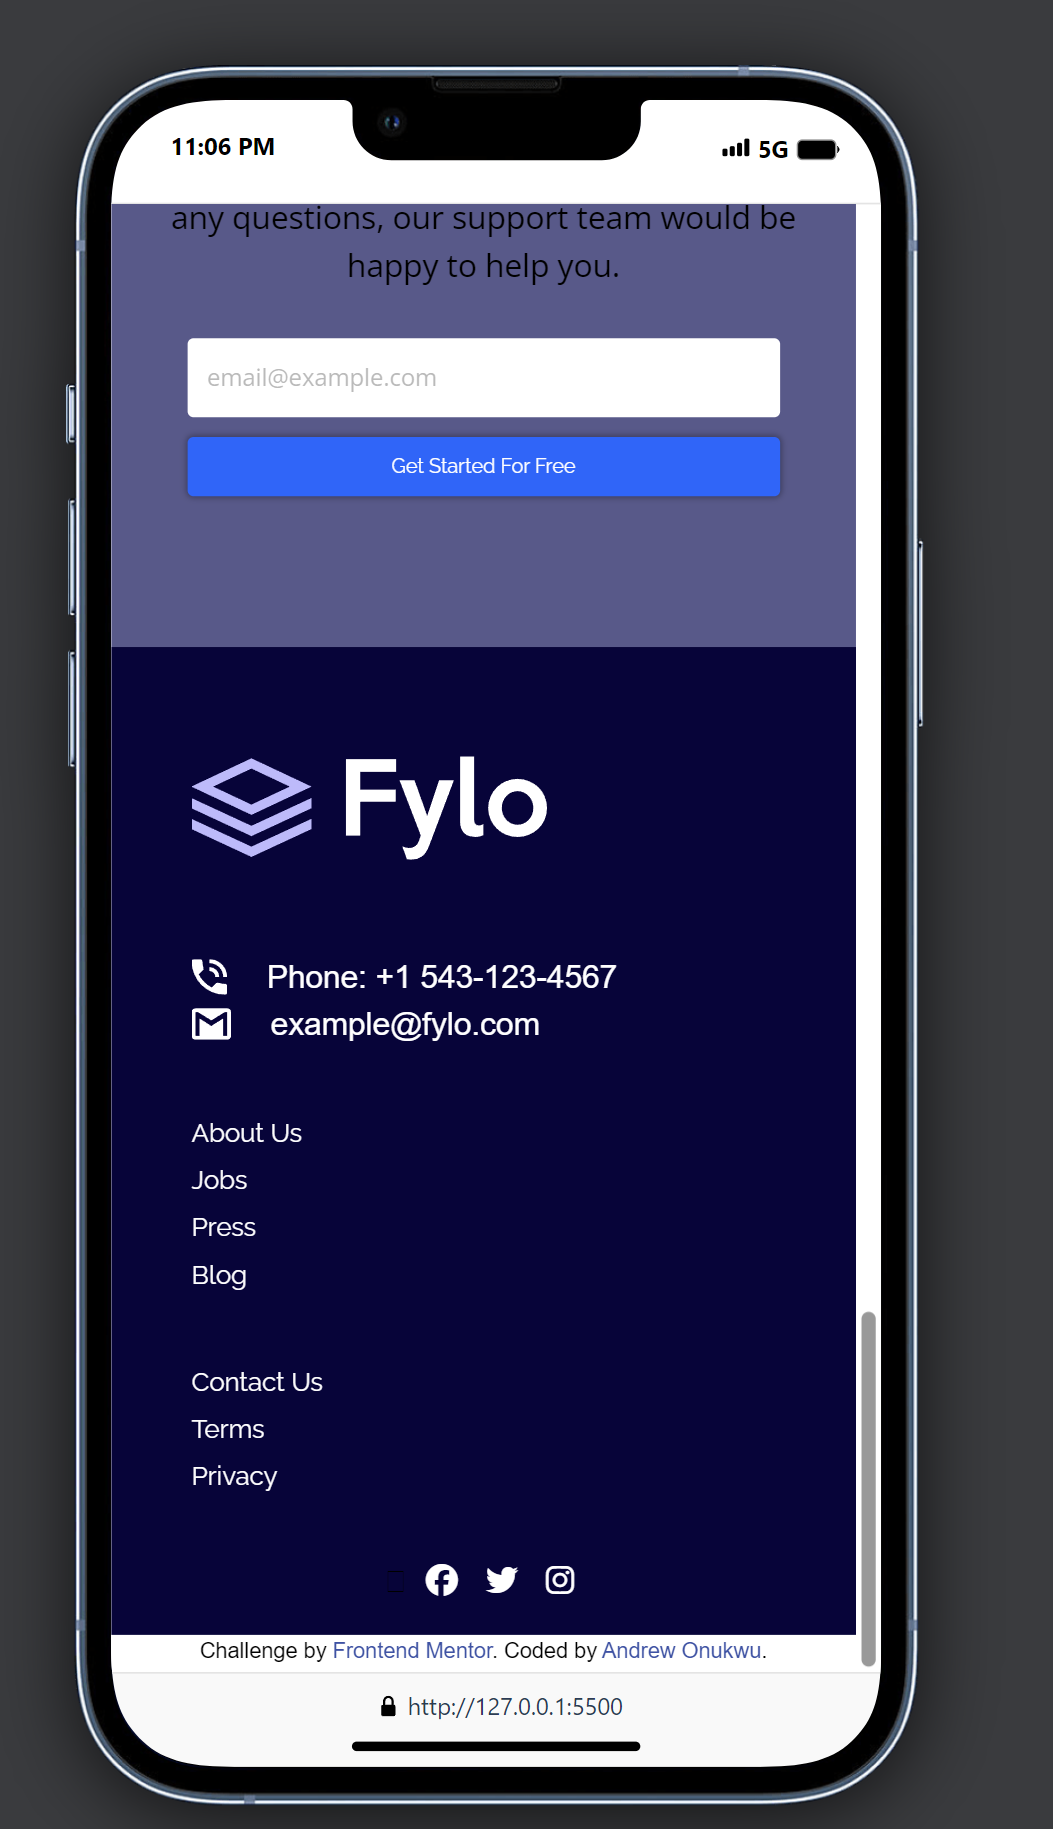 11:06 PM
5G
any questions, our support team would be
happy to help you.
email@example.com
Get Started For Free
Fylo
Phone: +1 543-123-4567
example@fylo.com
About Us
Jobs
Press
Blog
Contact Us
Terms
Privacy
Challenge by Frontend Mentor. Coded by Andrew Onukwu.
http://127.0.0.1:5500